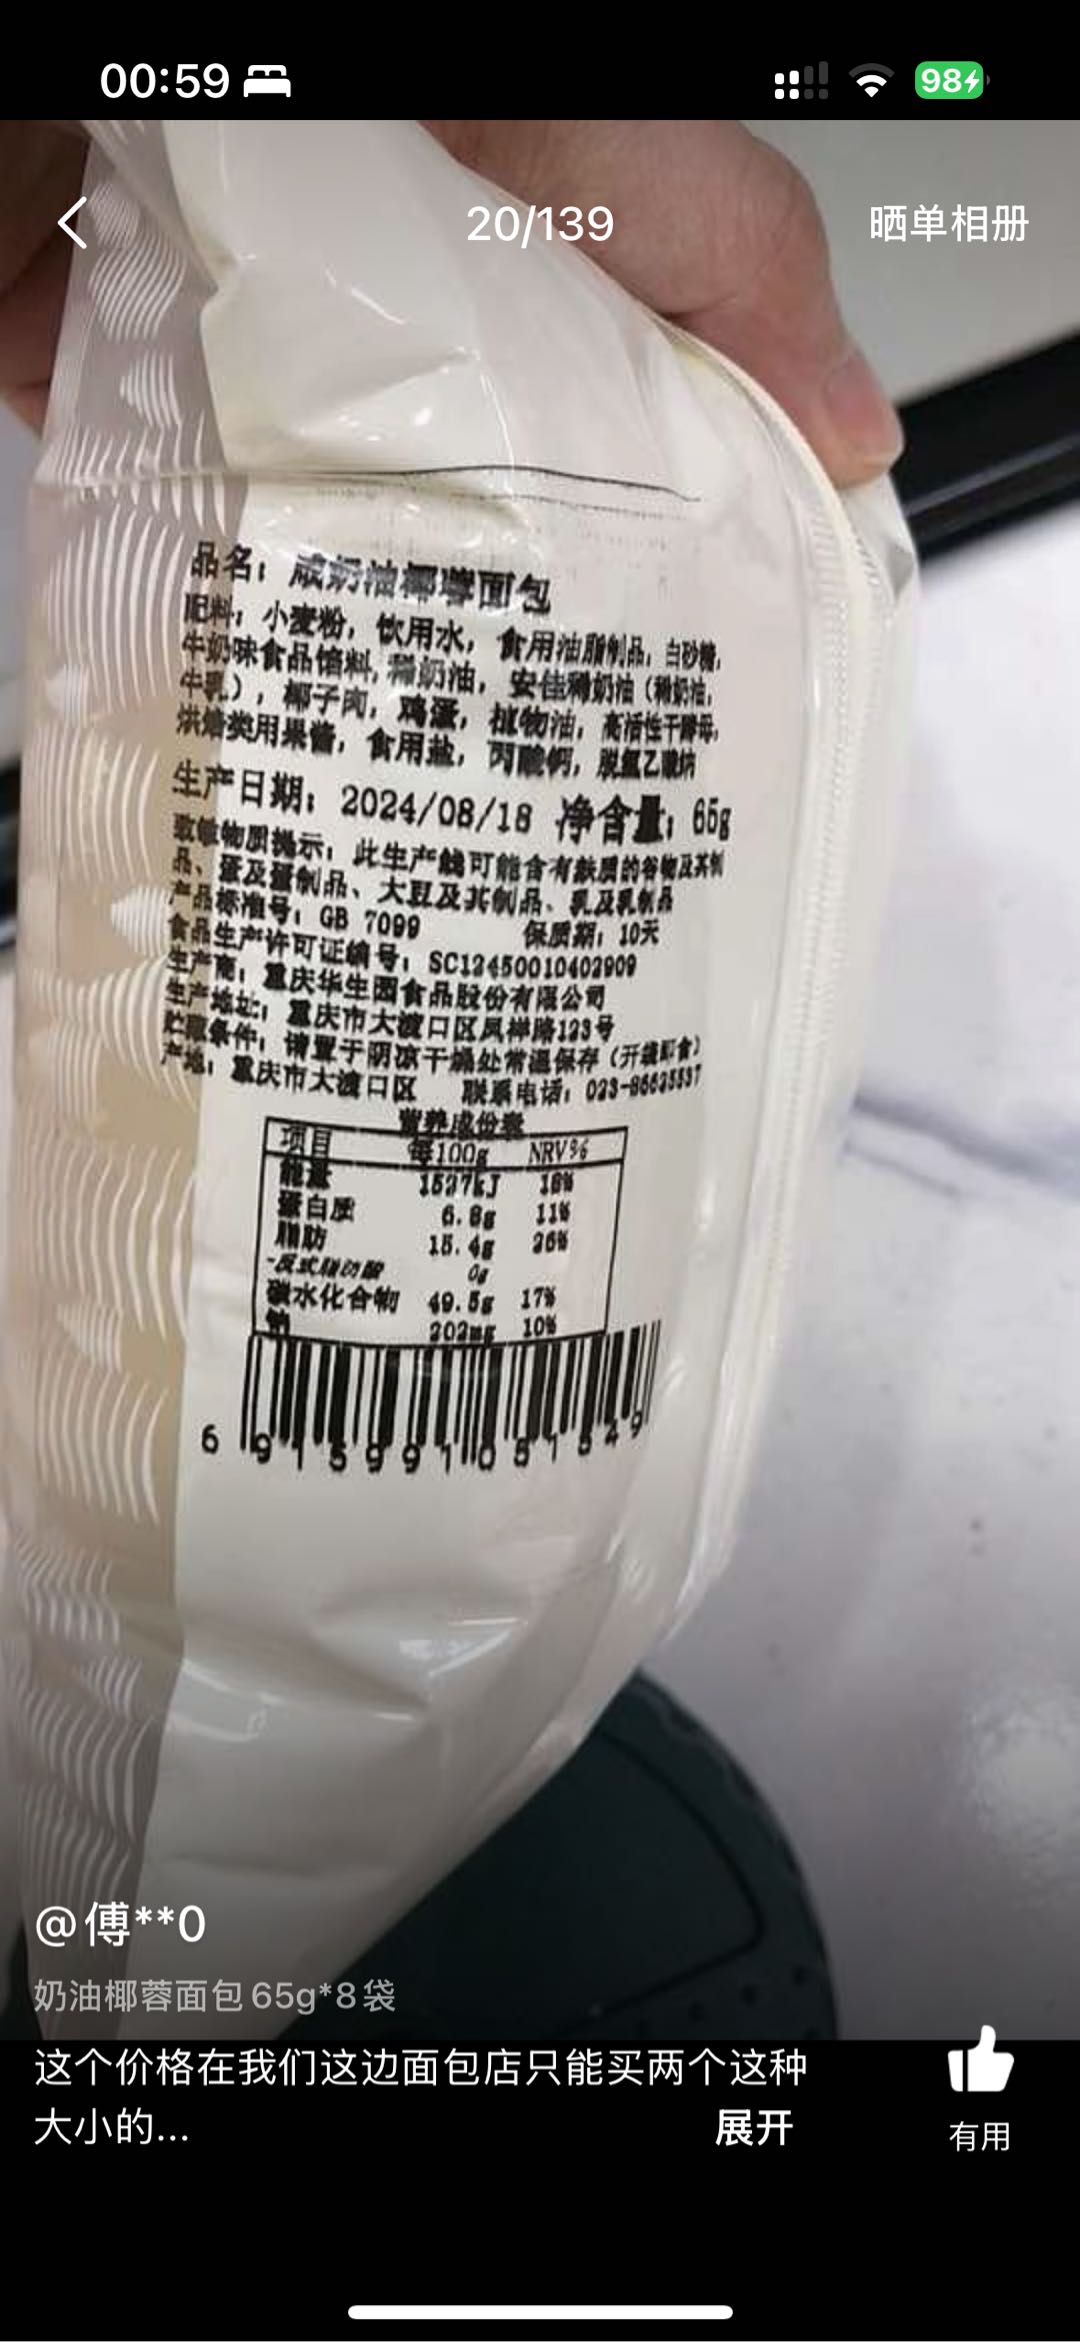 00:59
98
20/139
晒单相册
品名：咸奶油椰蓉面包
配料：小麦粉，饮用水，食用油脂制品，白砂糖，
牛奶味食品馅料，稀奶油，安佳稀奶油（稀奶油，
牛乳），椰子肉，鸡蛋，植物油，高活性干酵母，
烘焙类用果酱，食用盐，丙酸钙，脱氢乙酸钠
生产日期：2024/08/18 净含量：65g
致敏物质提示：此生产线可能含有麸质的谷物及其制
品、蛋及蛋制品、大豆及其制品、乳及乳制品
产品标准号：GB 7099 保质期：10天
食品生产许可证编号：SC12450010402909
生产商：重庆华生园食品股份有限公司
生产地址：重庆市大渡口区凤祥路123号
贮藏条件：请置于阴凉干燥处常温保存（开袋即食）
产地：重庆市大渡口区 联系电话：
营养成份表
项目 每100g NRV%
能量 1527kJ 18%
蛋白质 6.8g 11%
脂肪 15.4g 26%
-反式脂肪酸 0g
碳水化合物 49.5g 17%
钠 202mg 10%
@傅**0
奶油椰蓉面包65g*8袋
这个价格在我们这边面包店只能买两个这种
大小的... 展开
有用